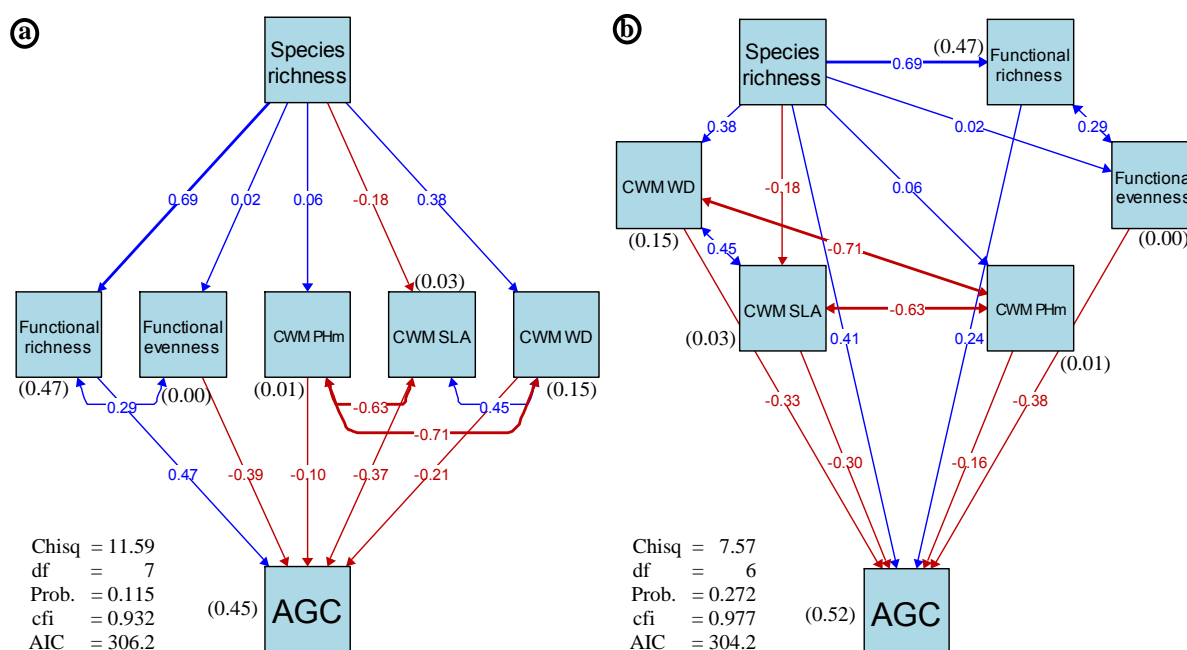 a
Species
richness
0.69
0.02
0.06
-0.18
0.38
(0.03)
Functional
richness
Functional
evenness
CWM PHm
CWM SLA
CWM WD
(0.47)
(0.00)
(0.01)
(0.15)
0.29
-0.63
0.45
-0.71
0.47
-0.39
-0.10
-0.37
-0.21
Chisq = 11.59
df = 7
Prob. = 0.115
cfi = 0.932
AIC = 306.2
(0.45)
AGC
b
Species
richness
(0.47)
Functional
richness
0.69
0.38
0.02
0.29
CWM WD
-0.18
0.06
Functional
evenness
(0.15)
0.45
-0.71
(0.00)
CWM SLA
-0.63
CWM PHm
(0.03)
0.41
0.24
(0.01)
-0.33
-0.38
-0.30
-0.16
Chisq = 7.57
df = 6
Prob. = 0.272
cfi = 0.977
AIC = 304.2
(0.52)
AGC